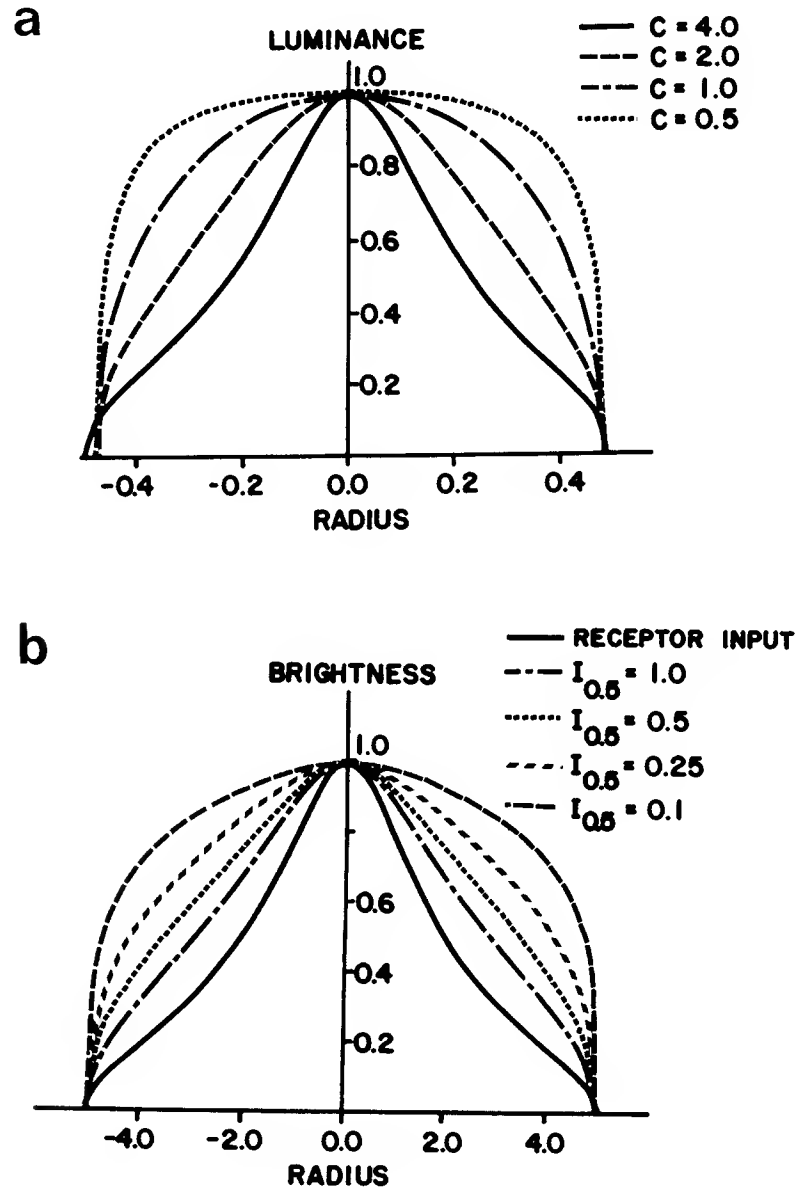 a
LUMINANCE
C = 4.0
C = 2.0
C = 1.0
C = 0.5
1.0
0.8
0.6
0.4
0.2
-0.4 -0.2 0.0 0.2 0.4
RADIUS
b
BRIGHTNESS
RECEPTOR INPUT
I0.5 = 1.0
I0.5 = 0.5
I0.5 = 0.25
I0.5 = 0.1
1.0
0.6
0.4
0.2
-4.0 -2.0 0.0 2.0 4.0
RADIUS